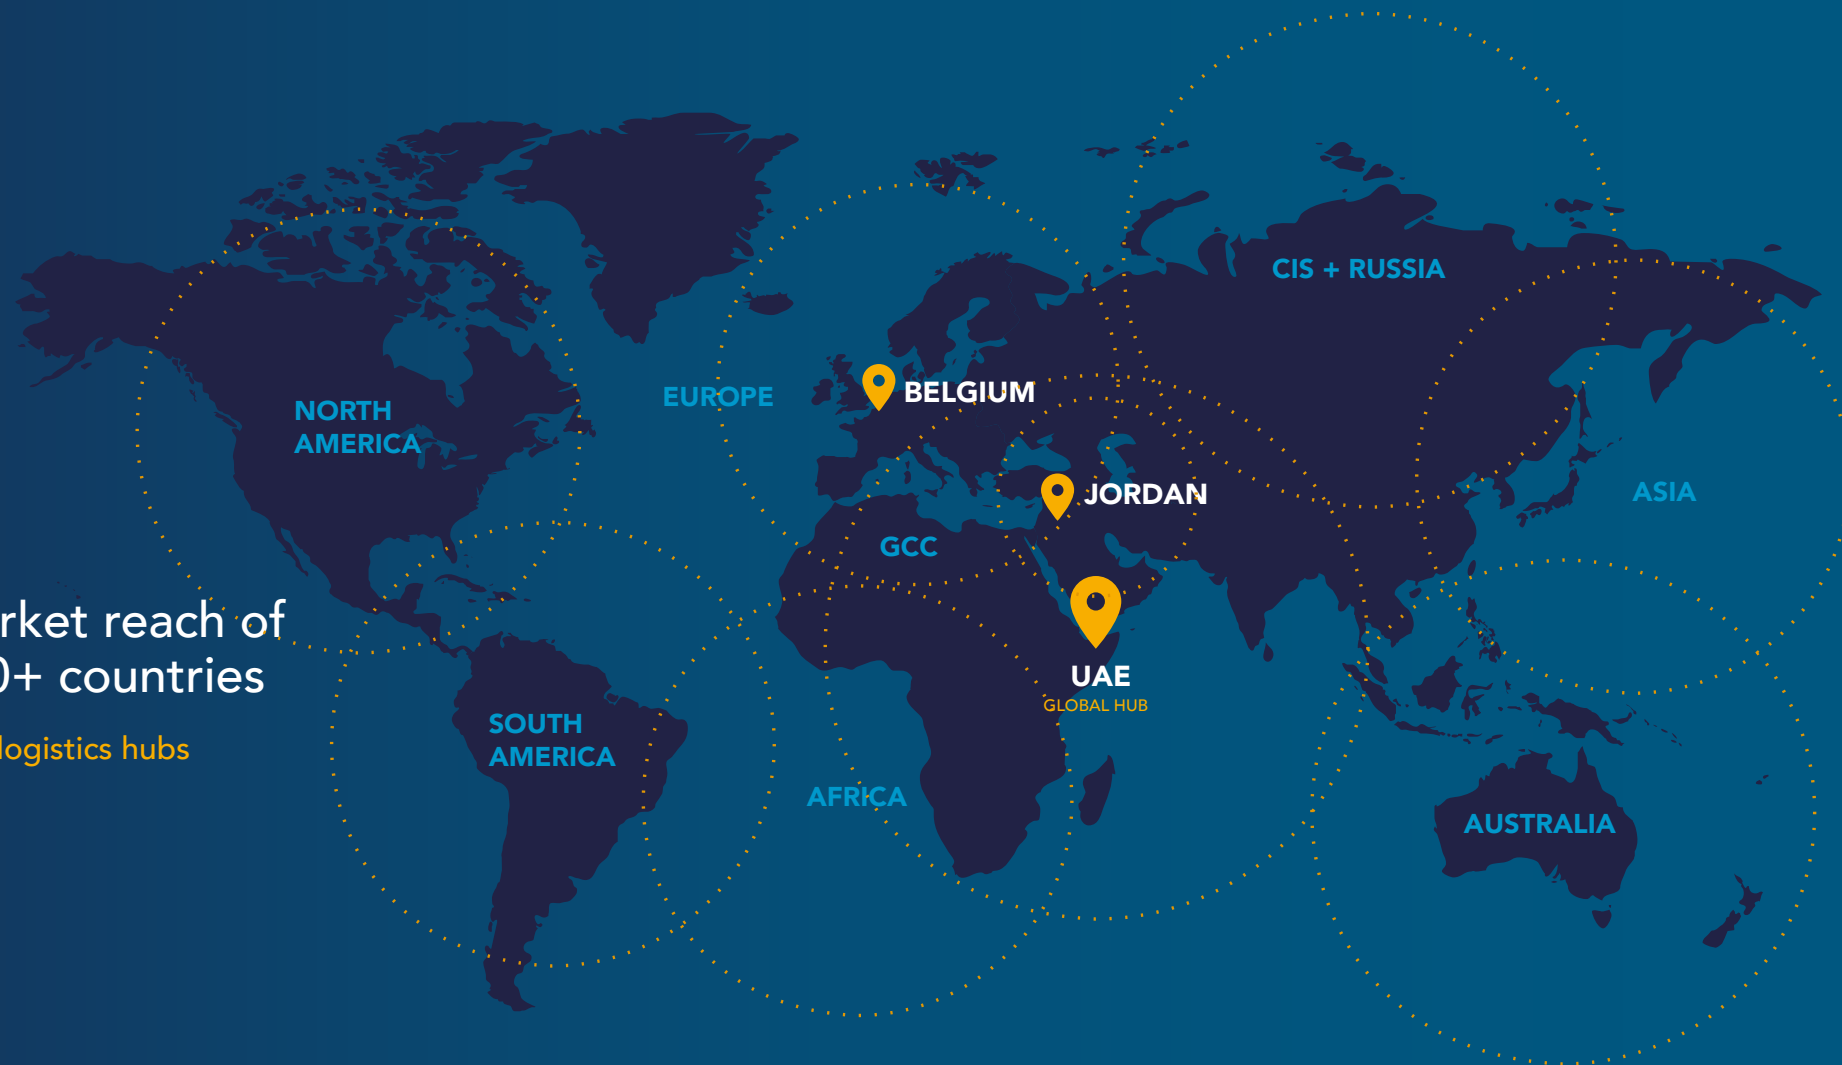 CIS + RUSSIA
EUROPE
BELGIUM
NORTH
AMERICA
JORDAN
ASIA
GCC
rket reach of
0+ countries
logistics hubs
UAE
GLOBAL HUB
SOUTH
AMERICA
AFRICA
AUSTRALIA